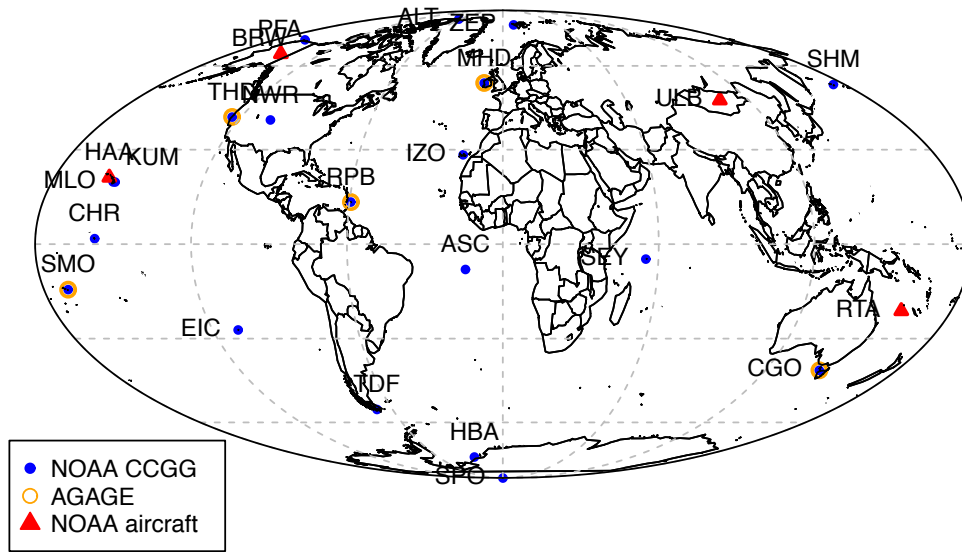 ALT
ZEP
PFA
BRW
MHD
SHM
THD
NWR
ULB
IZO
HAA
KUM
MLO
RPB
CHR
ASC
SEY
SMO
RTA
EIC
CGO
TDF
HBA
SPO
NOAA CCGG
AGAGE
NOAA aircraft